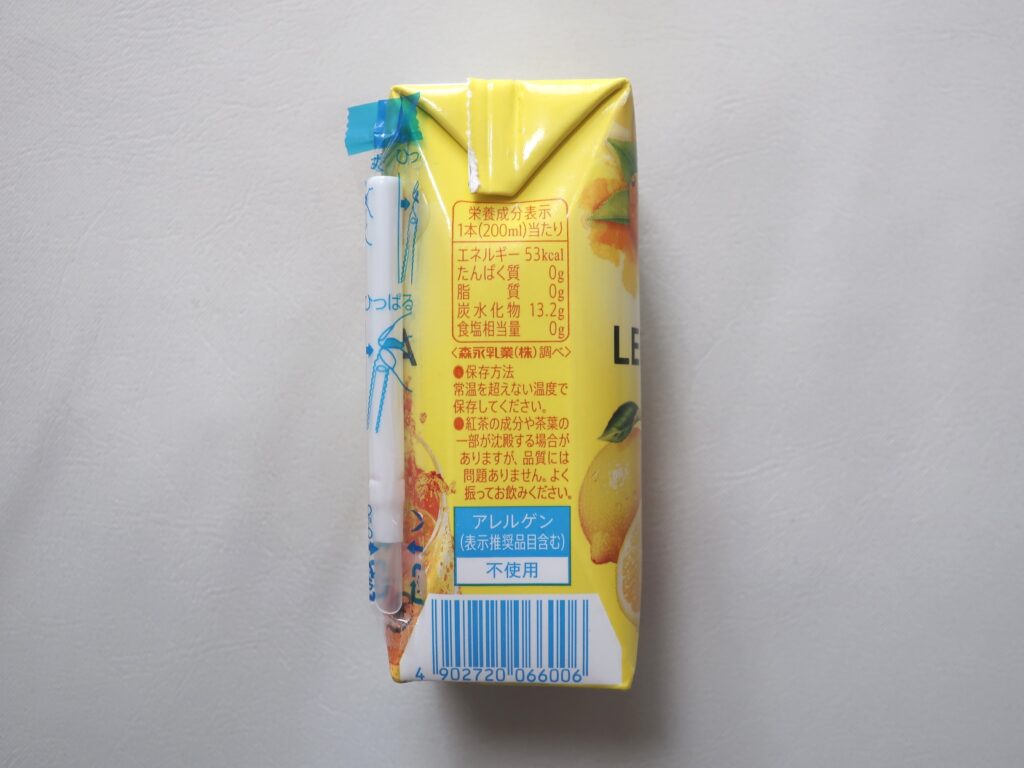 栄養成分表示
1本(200ml)当たり
エネルギー 53kcal
たんぱく質 0g
脂質 0g
炭水化物 13.2g
食塩相当量 0g
<森永乳業(株)調べ>
●保存方法
常温を超えない温度で
保存してください。
●紅茶の成分や茶葉の
一部が沈殿する場合が
ありますが、品質には
問題ありません。よく
振ってお飲みください。
アレルゲン
(表示推奨品目含む)
不使用
4 902720 066006
ひっぱる
LE
A